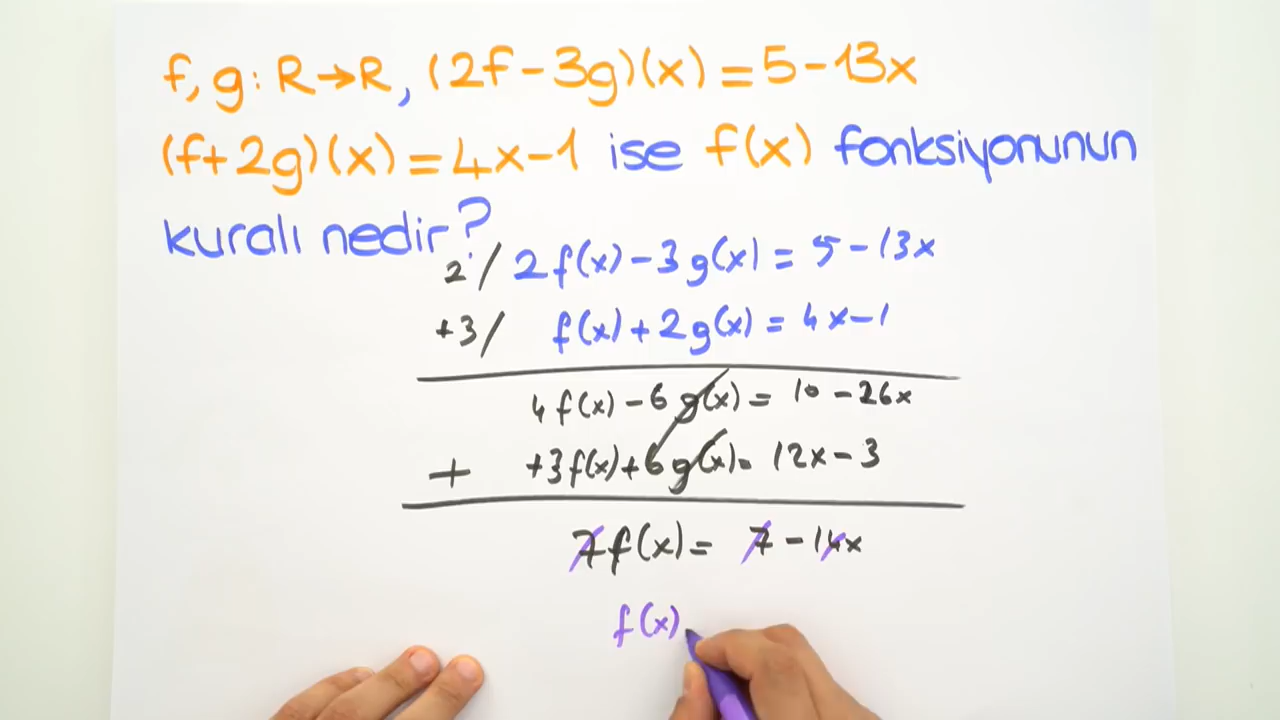 f, g : R → R, (2f - 3g)(x) = 5 - 13x
(f + 2g)(x) = 4x - 1 ise f(x) fonksiyonunun
kuralı nedir?
2 / 2f(x) - 3g(x) = 5 - 13x
+3 / f(x) + 2g(x) = 4x - 1
4f(x) - 6g(x) = 10 - 26x
+ +3f(x) + 6g(x) = 12x - 3
7f(x) = 7 - 14x
f(x)